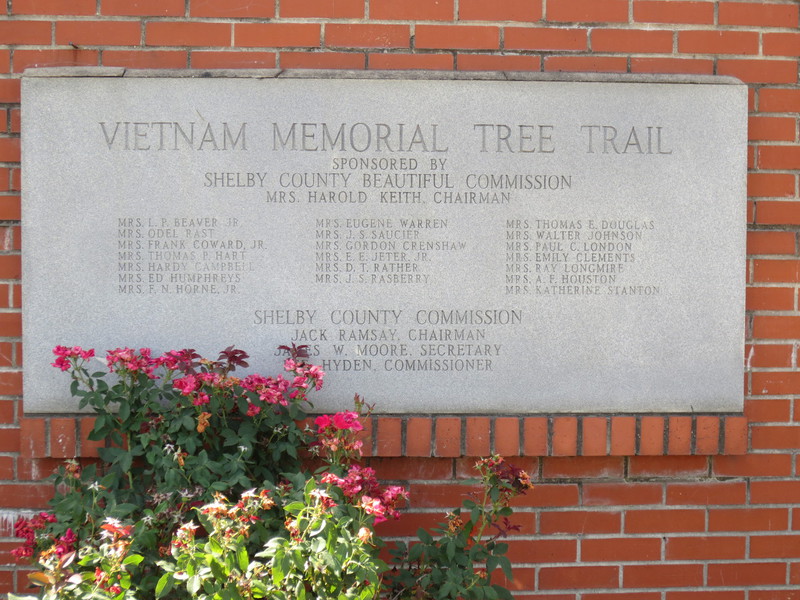 VIETNAM MEMORIAL TREE TRAIL
SPONSORED BY
SHELBY COUNTY BEAUTIFUL COMMISSION
MRS. HAROLD KEITH, CHAIRMAN
MRS. L. P. BEAVER JR.
MRS. ODEL RAST
MRS. FRANK COWARD, JR.
MRS. THOMAS P. HART
MRS. HARDY CAMPBELL
MRS. ED HUMPHREYS
MRS. F. N. HORNE, JR.
MRS. EUGENE WARREN
MRS. J. S. SAUCIER
MRS. GORDON CRENSHAW
MRS. E. E. JETER, JR.
MRS. D. T. RATHER
MRS. J. S. RASBERRY
MRS. THOMAS E. DOUGLAS
MRS. WALTER JOHNSON
MRS. PAUL C. LONDON
MRS. EMILY CLEMENTS
MRS. RAY LONGMIRE
MRS. A. F. HOUSTON
MRS. KATHERINE STANTON
SHELBY COUNTY COMMISSION
JACK RAMSAY, CHAIRMAN
W. MOORE, SECRETARY
HYDEN, COMMISSIONER